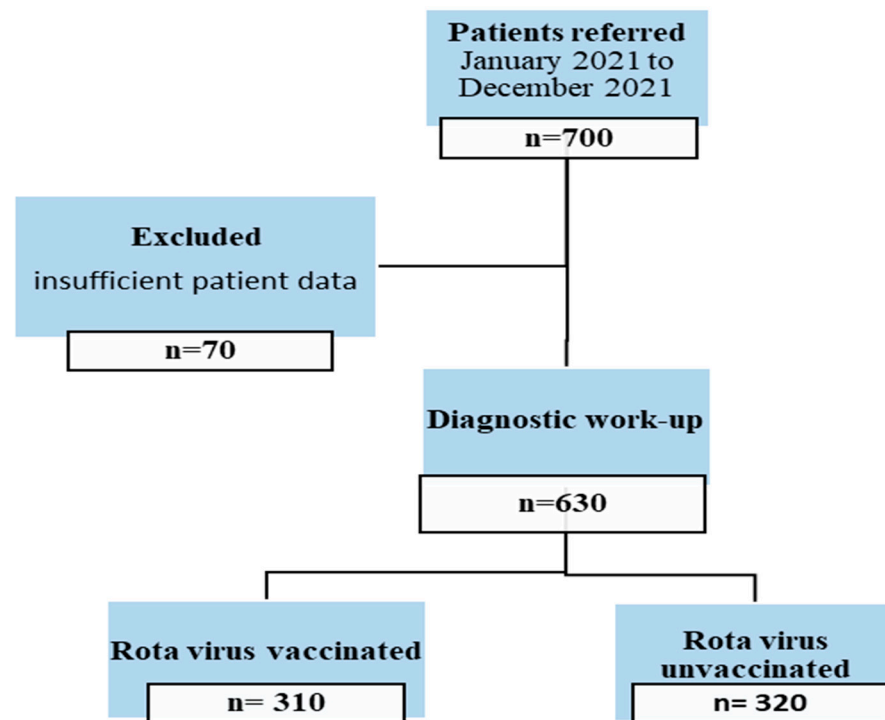 Patients referred
January 2021 to
December 2021
n=700
Excluded
insufficient patient data
n=70
Diagnostic work-up
n=630
Rota virus vaccinated
n= 310
Rota virus
unvaccinated
n= 320